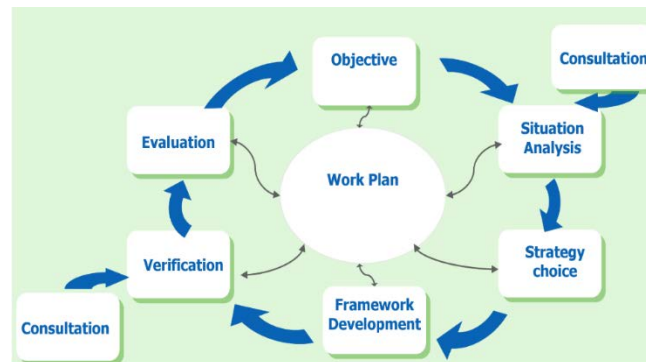 Objective
Consultation
Situation
Analysis
Evaluation
Work Plan
Strategy
choice
Verification
Framework
Development
Consultation